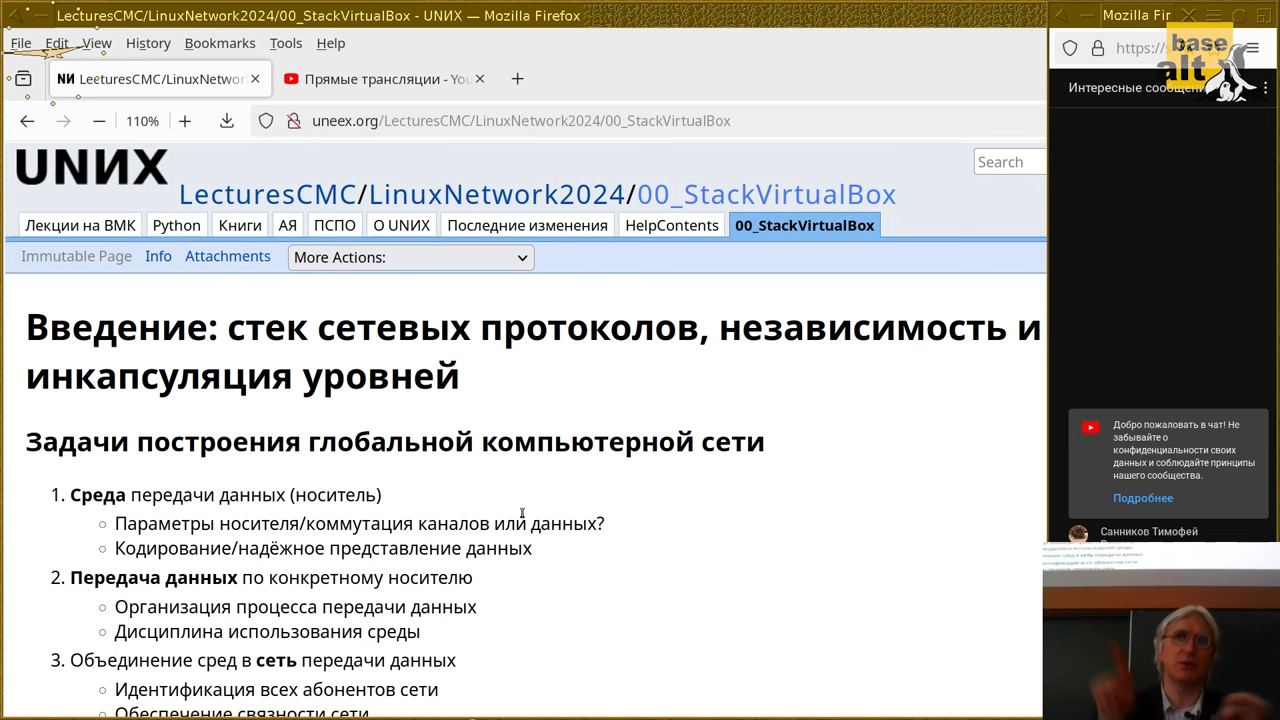 LecturesCMC/LinuxNetwork2024/00_StackVirtualBox - UNИX — Mozilla Firefox
Mozilla Fir
File Edit View History Bookmarks Tools Help
https://
base
alt
NИ LecturesCMC/LinuxNetwor
Прямые трансляции - You
Интересные сообщен
110%
uneex.org/LecturesCMC/LinuxNetwork2024/00_StackVirtualBox
UNИX
Search
LecturesCMC/LinuxNetwork2024/00_StackVirtualBox
Лекции на ВМК Python Книги АЯ ПСПО О UNИX Последние изменения HelpContents 00_StackVirtualBox
Immutable Page Info Attachments More Actions:
Введение: стек сетевых протоколов, независимость и
инкапсуляция уровней
Задачи построения глобальной компьютерной сети
1. Среда передачи данных (носитель)
Параметры носителя/коммутация каналов или данных?
Кодирование/надёжное представление данных
2. Передача данных по конкретному носителю
Организация процесса передачи данных
Дисциплина использования среды
3. Объединение сред в сеть передачи данных
Идентификация всех абонентов сети
Обеспечение связности сети
Добро пожаловать в чат! Не
забывайте о
конфиденциальности своих
данных и соблюдайте принципы
нашего сообщества.
Подробнее
Санников Тимофей